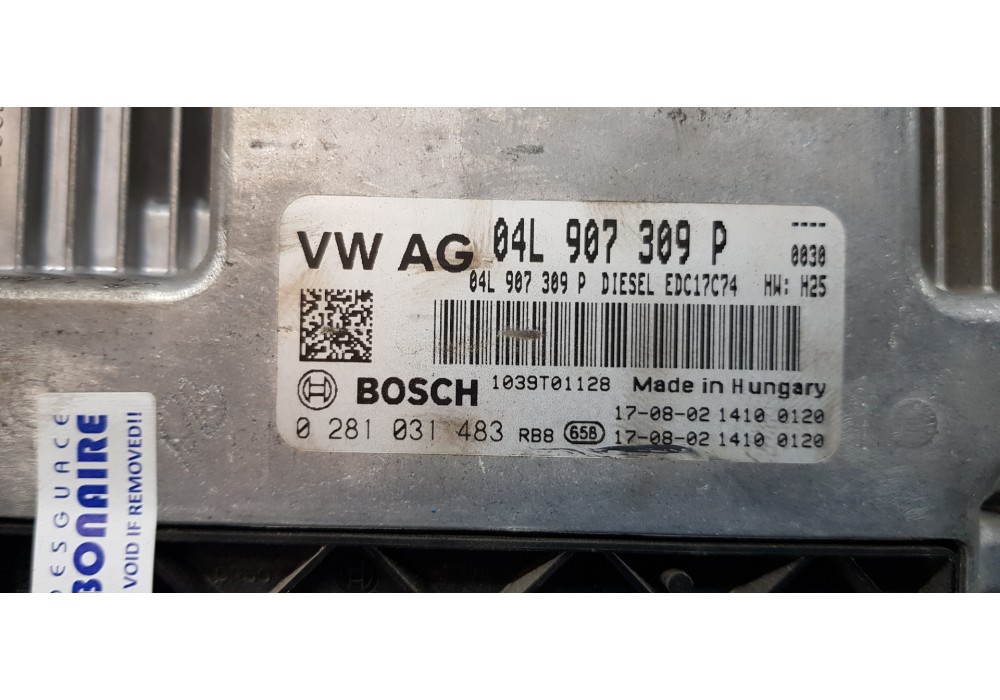 VW AG 04L 907 309 P ----
0030
04L 907 309 P DIESEL EDC17C74 HW: H25
BOSCH 1039T01128 Made in Hungary
17-08-02 1410 0120
0 281 031 483 RB8 658 17-08-02 1410 0120
DESGUACE
BONAIRE
VOID IF REMOVED!!